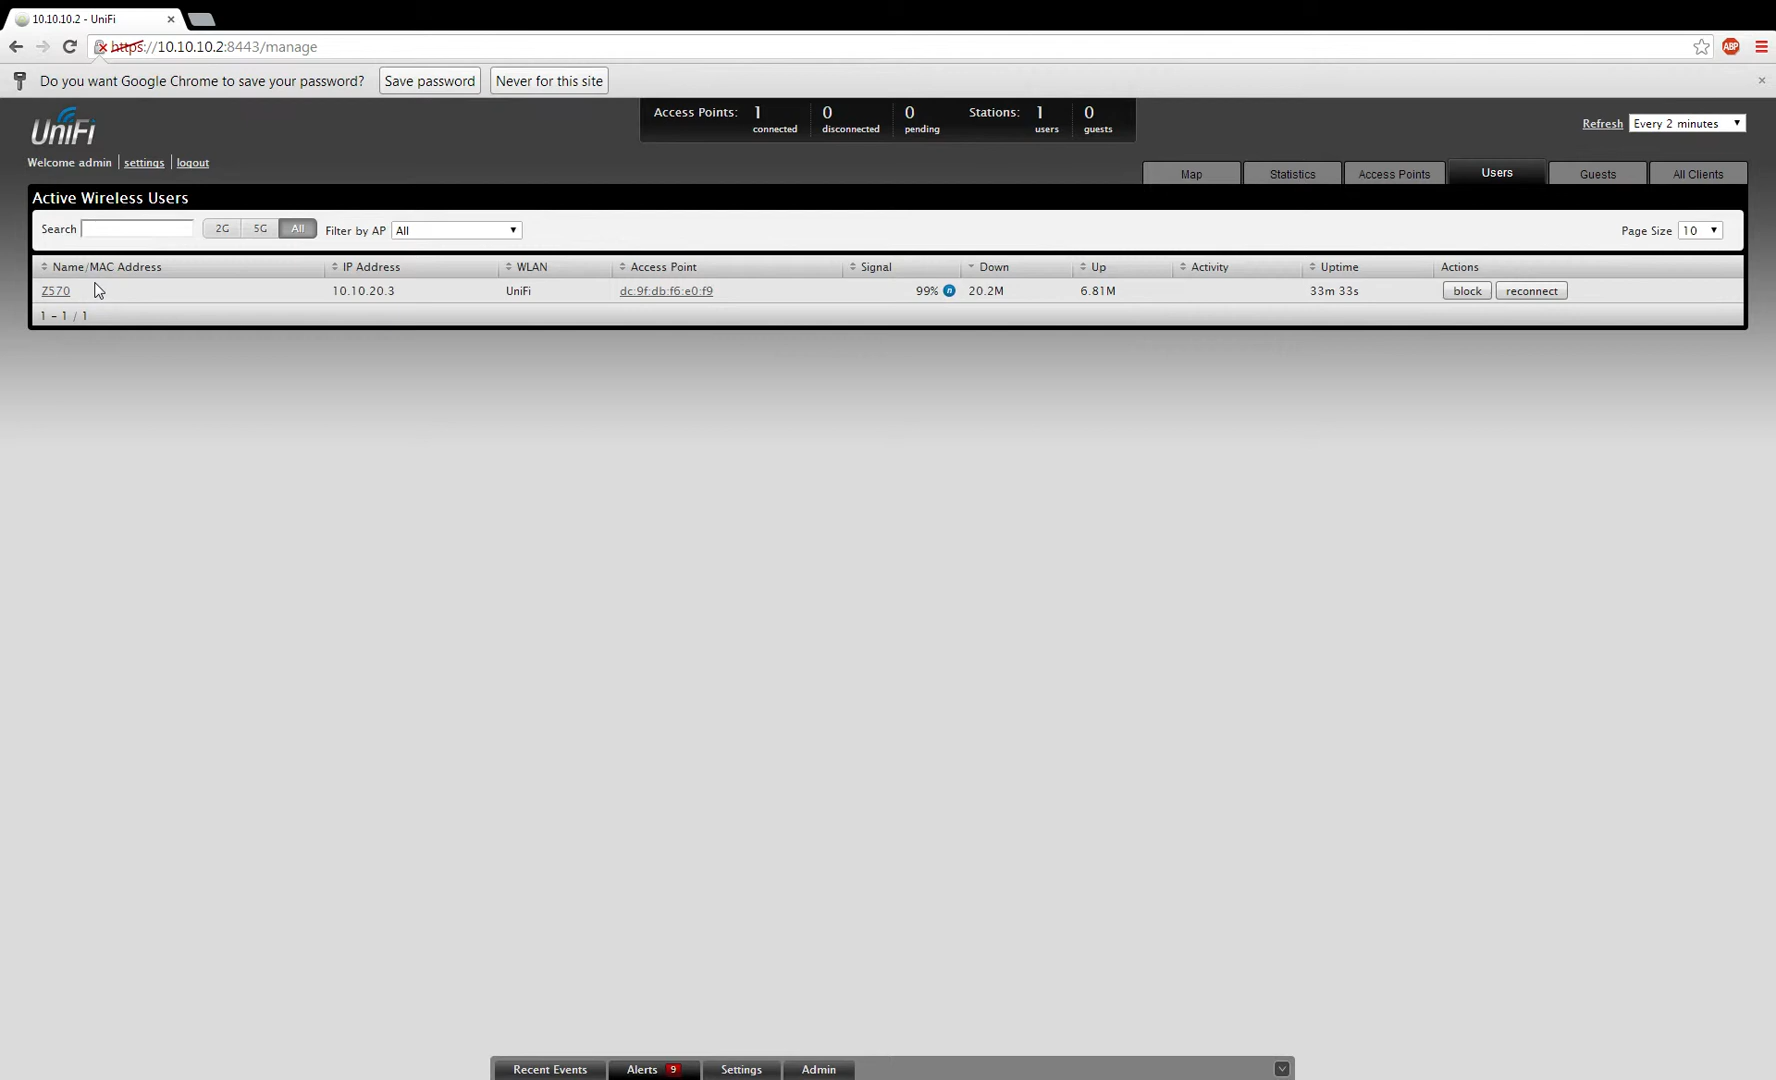 10.10.10.2 - UniFi
https://10.10.10.2:8443/manage
ABP
Do you want Google Chrome to save your password? Save password Never for this site
UniFi
Access Points: 1 connected 0 disconnected 0 pending Stations: 1 users 0 guests
Refresh Every 2 minutes
Welcome admin settings logout
Map Statistics Access Points Users Guests All Clients
Active Wireless Users
Search 2G 5G All Filter by AP All Page Size 10
Name/MAC Address IP Address WLAN Access Point Signal Down Up Activity Uptime Actions
Z570 10.10.20.3 UniFi dc:9f:db:f6:e0:f9 99% n 20.2M 6.81M 33m 33s block reconnect
1 - 1 / 1
Recent Events Alerts 9 Settings Admin